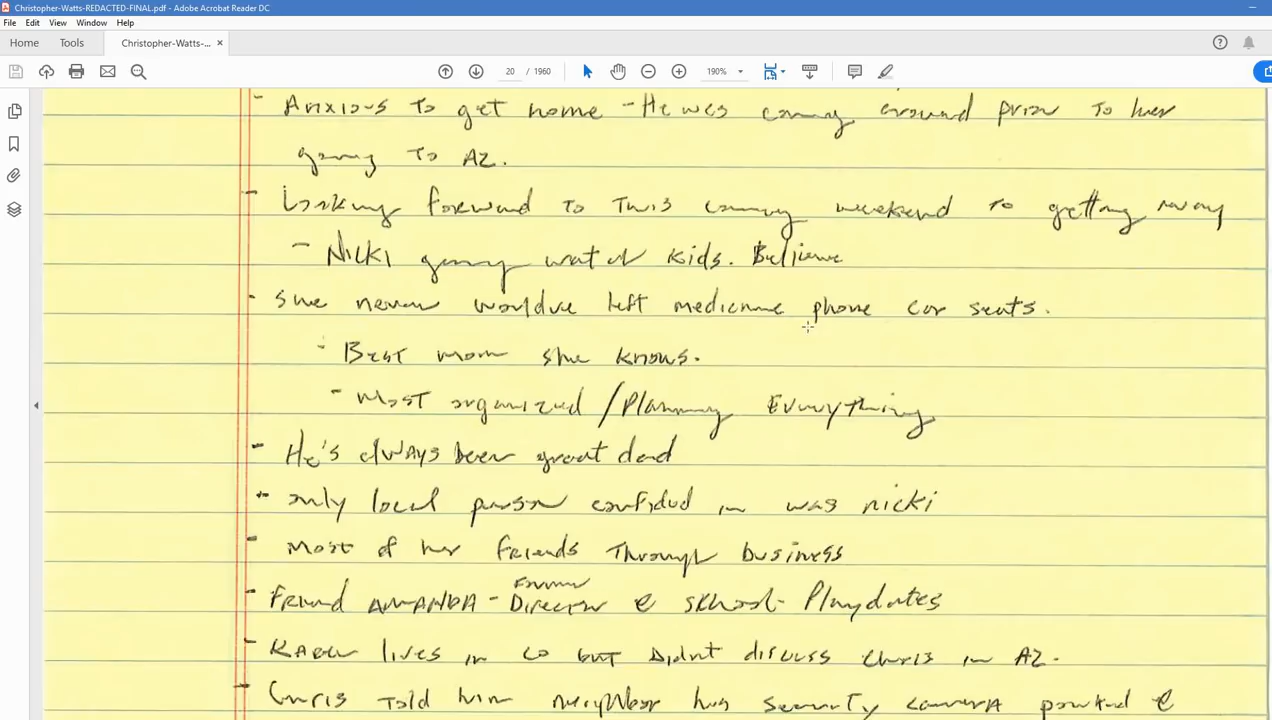 Christopher-Watts-REDACTED-FINAL.pdf - Adobe Acrobat Reader DC
File Edit View Window Help
Home Tools Christopher-Watts-... ×
20 / 1960 190%
- Anxious to get home - He was coming around prior to her
going to AZ.
- Looking forward to This coming weekend to getting away
- Nicki going watch kids. Believe
- She never wouldve left medicine phone car seats.
- Best mom she knows.
- Most organized / Planning Everything
- He's always been great dad
- only local person confided in was nicki
- Most of her friends Through business
Former
- Friend AMANDA - Director @ school - Playdates
- Karen lives in CO but Didnt discuss Chris in AZ.
- Chris told him neighbor has security camera pointed @